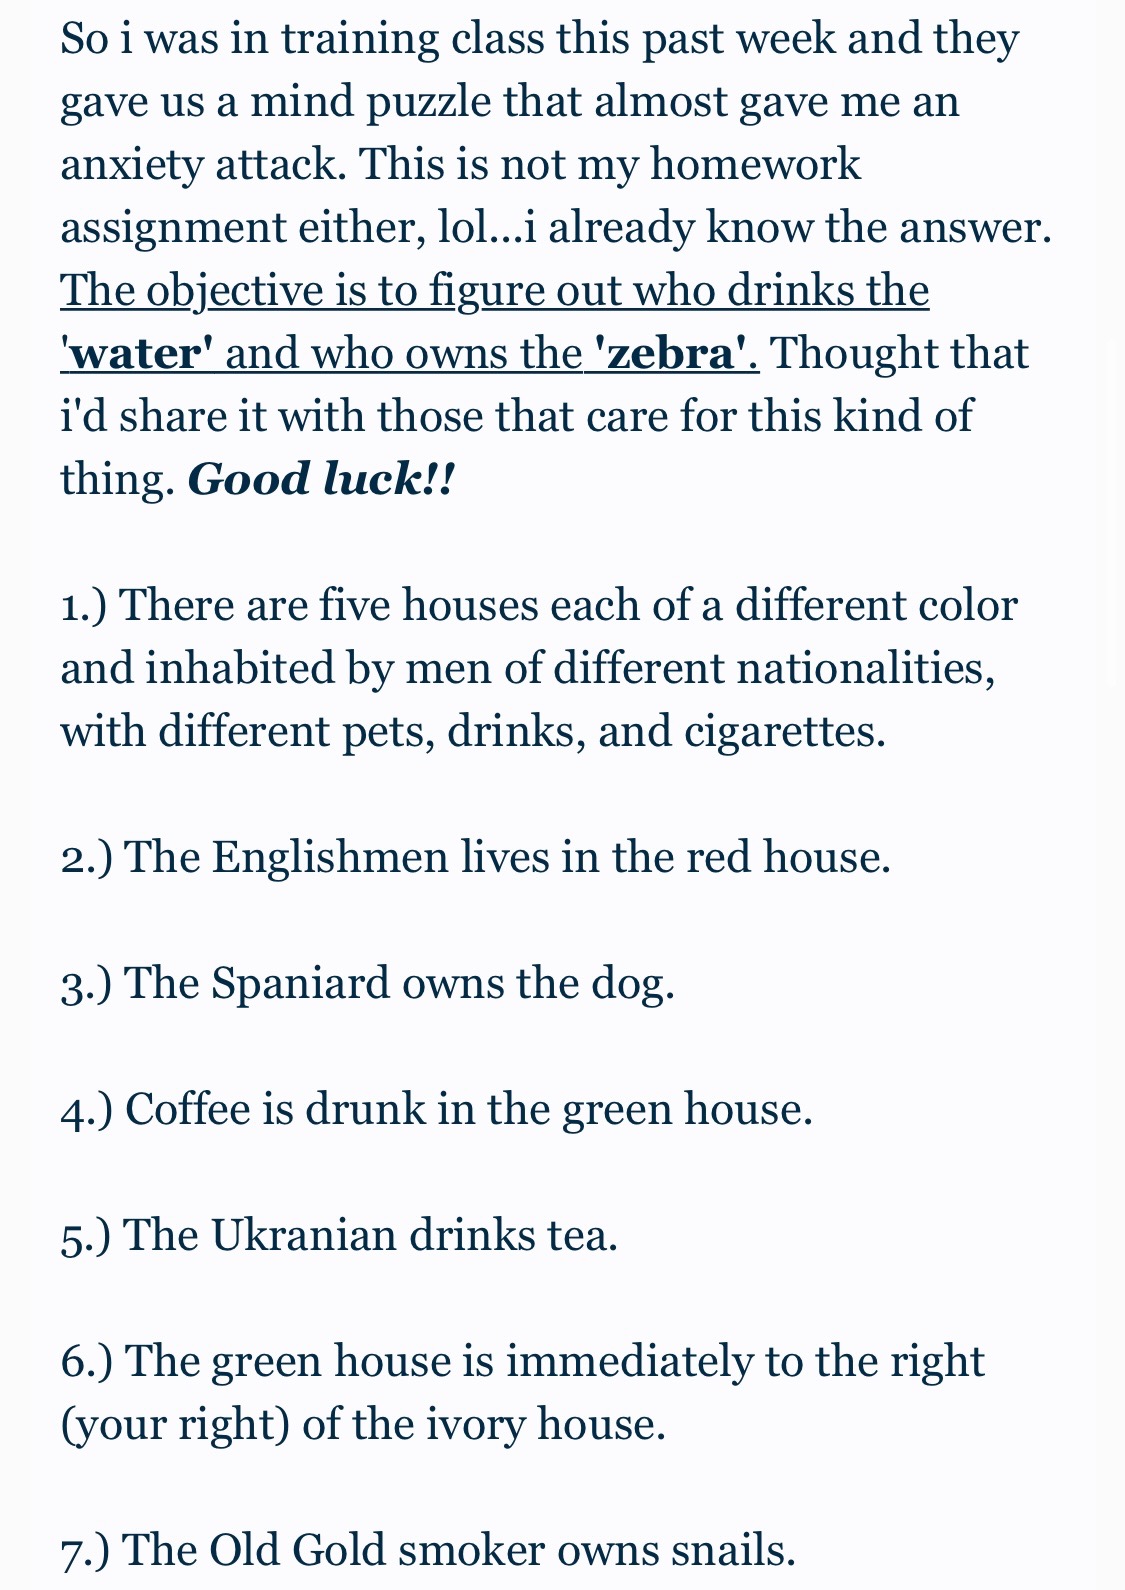 So i was in training class this past week and they
gave us a mind puzzle that almost gave me an
anxiety attack. This is not my homework
assignment either, lol...i already know the answer.
The objective is to figure out who drinks the
'water' and who owns the 'zebra'. Thought that
i'd share it with those that care for this kind of
thing. Good luck!!
1.) There are five houses each of a different color
and inhabited by men of different nationalities,
with different pets, drinks, and cigarettes.
2.) The Englishmen lives in the red house.
3.) The Spaniard owns the dog.
4.) Coffee is drunk in the green house.
5.) The Ukranian drinks tea.
6.) The green house is immediately to the right
(your right) of the ivory house.
7.) The Old Gold smoker owns snails.